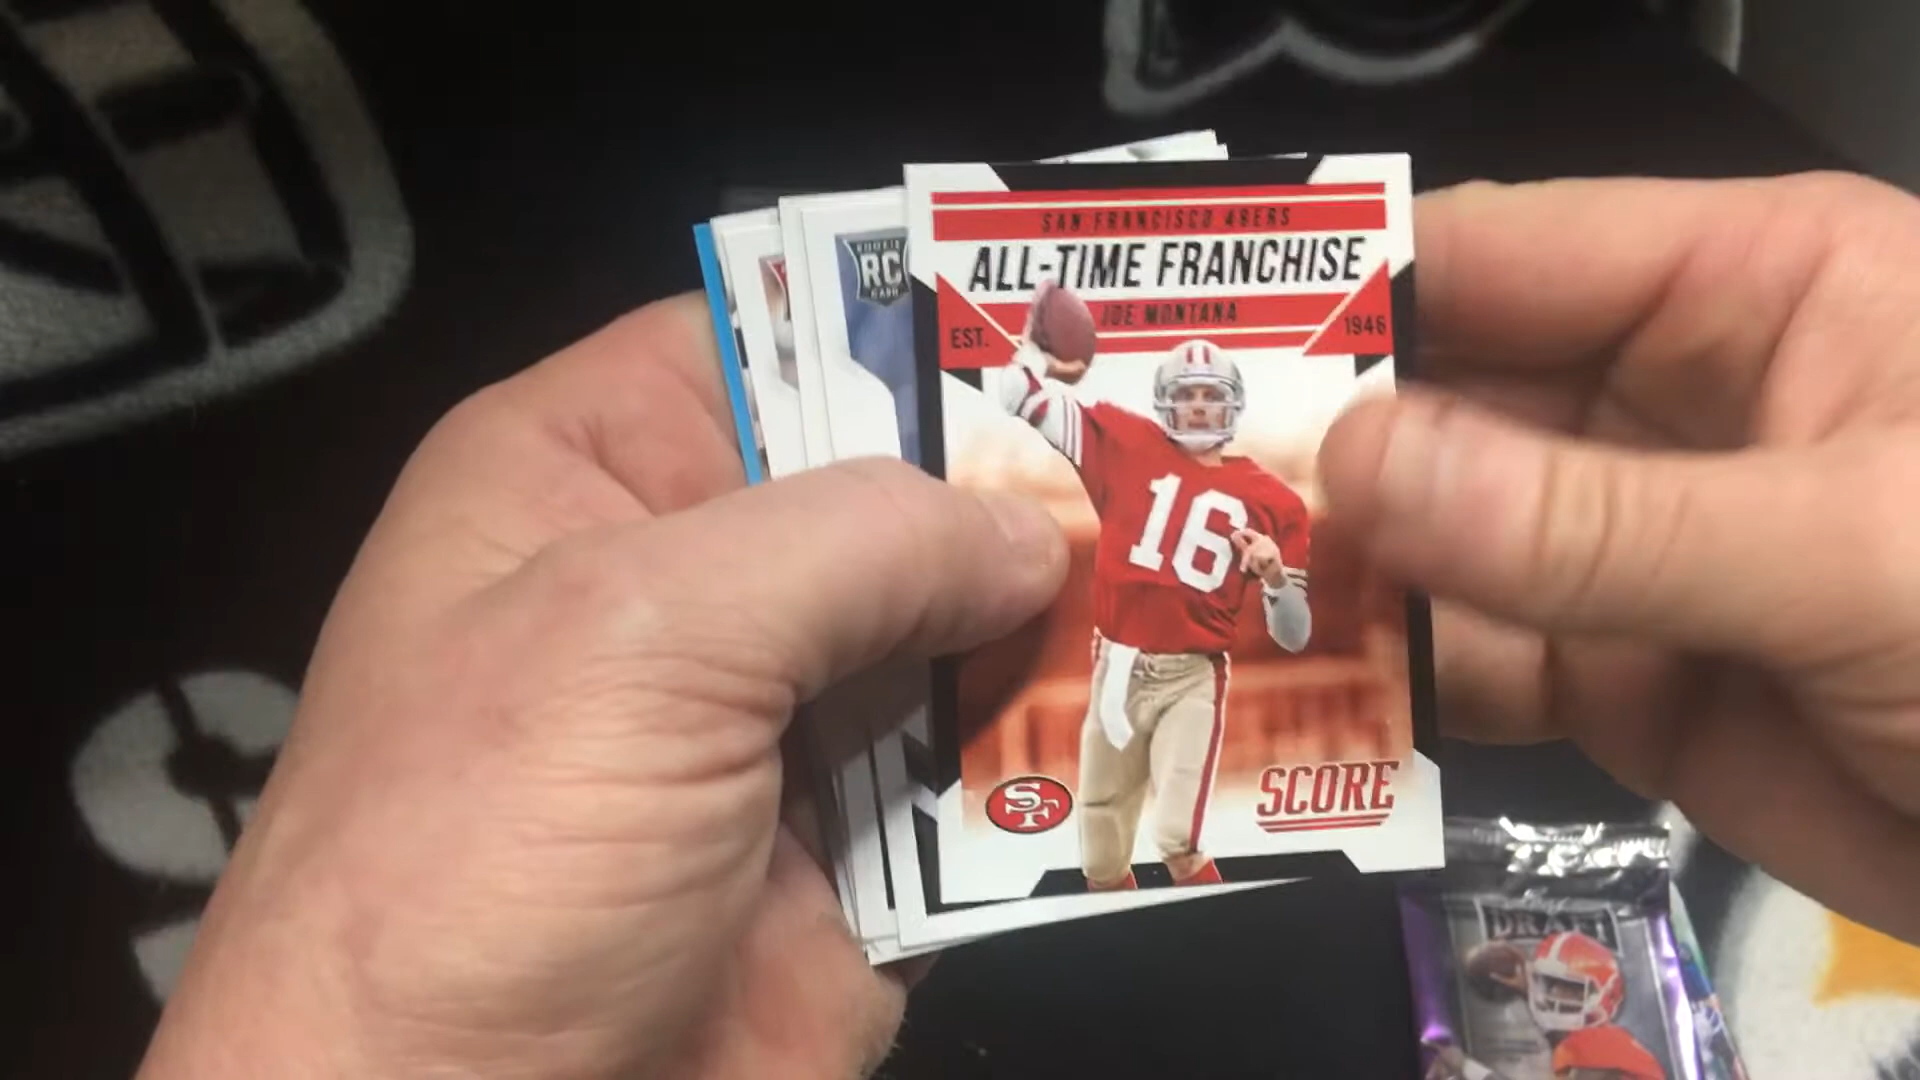 SAN FRANCISCO 49ERS
ALL-TIME FRANCHISE
JOE MONTANA
EST.
1946
ROOKIE
RC
CARD
16
SF
SCORE
DRAFT